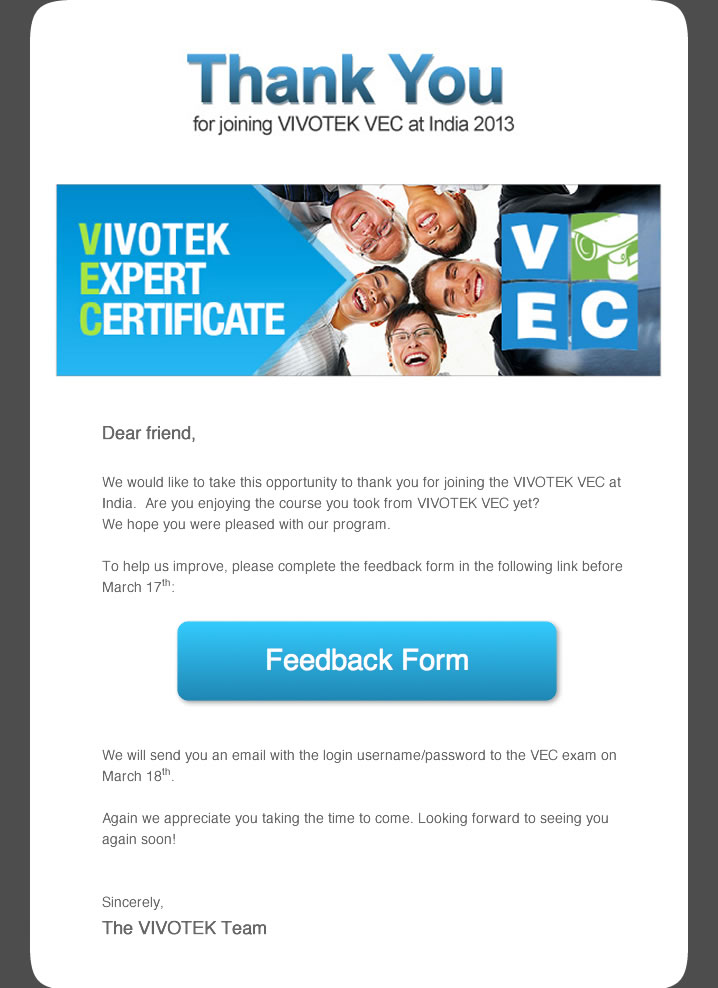 Thank You
for joining VIVOTEK VEC at India 2013
VIVOTEK
EXPERT
CERTIFICATE
V
E C
Dear friend,
We would like to take this opportunity to thank you for joining the VIVOTEK VEC at
India.  Are you enjoying the course you took from VIVOTEK VEC yet?
We hope you were pleased with our program.
To help us improve, please complete the feedback form in the following link before
March 17th:
Feedback Form
We will send you an email with the login username/password to the VEC exam on
March 18th.
Again we appreciate you taking the time to come. Looking forward to seeing you
again soon!
Sincerely,
The VIVOTEK Team